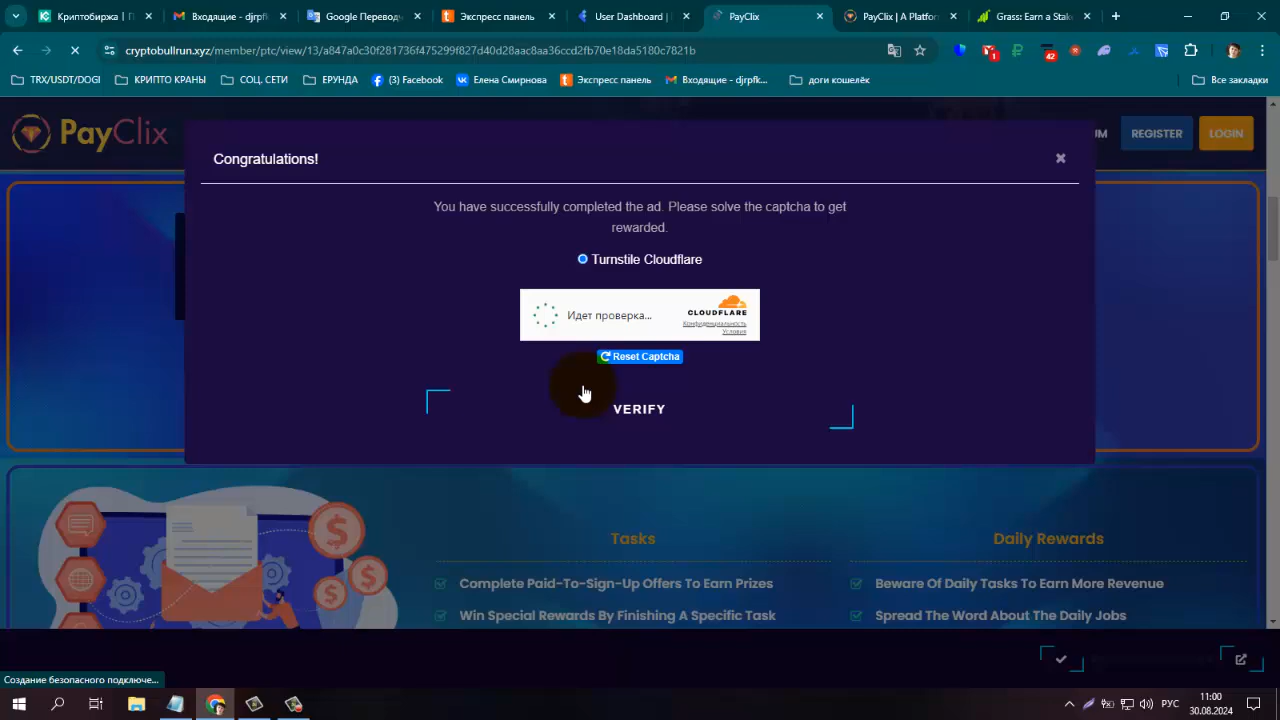 Криптобиржа | П
Входящие - djrpf
Google Переводч
Экспресс панель
User Dashboard |
PayClix
PayClix | A Platfor
Grass: Earn a Stak
cryptobullrun.xyz/member/ptc/view/13/a847a0c30f281736f475299f827d40d28aac8aa36ccd2fb70e18da5180c7821b
1
42
TRX/USDT/DOGI
КРИПТО КРАНЫ
СОЦ. СЕТИ
ЕРУНДА
(3) Facebook
Елена Смирнова
Экспресс панель
Входящие - djrpfk...
доги кошелёк
Все закладки
PayClix
UM
REGISTER
LOGIN
Congratulations!
You have successfully completed the ad. Please solve the captcha to get
rewarded.
Turnstile Cloudflare
Идет проверка...
CLOUDFLARE
Конфиденциальность
Условия
Reset Captcha
VERIFY
Tasks
Daily Rewards
Complete Paid-To-Sign-Up Offers To Earn Prizes
Beware Of Daily Tasks To Earn More Revenue
Win Special Rewards By Finishing A Specific Task
Spread The Word About The Daily Jobs
Создание безопасного подключе...
РУС
11:00
30.08.2024